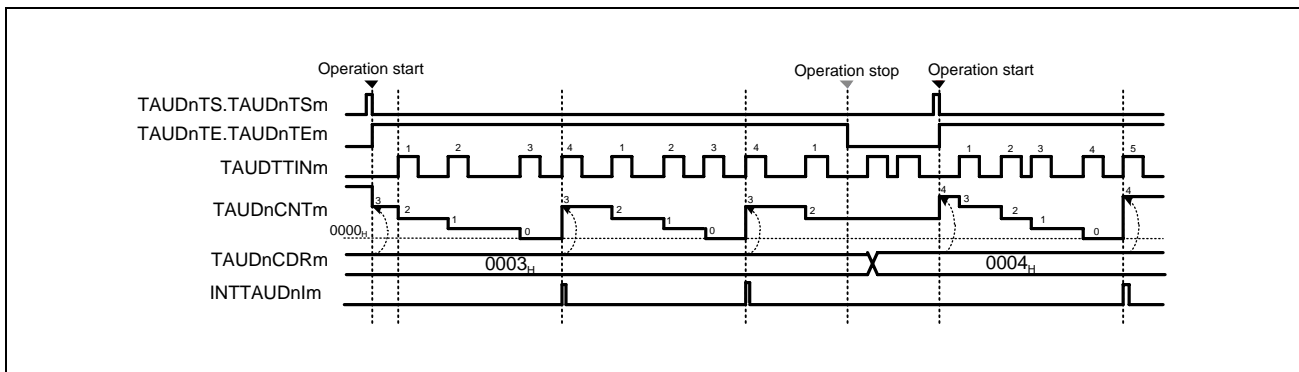 Operation start Operation stop Operation start
TAUDnTS.TAUDnTSm
TAUDnTE.TAUDnTEm
1 2 3 4 1 2 3 4 1 1 2 3 4 5
TAUDTTINm
TAUDnCNTm
3 2 1 0 3 2 1 0 3 2 4 3 2 1 0 4
0000H
TAUDnCDRm
0003H 0004H
INTTAUDnIm